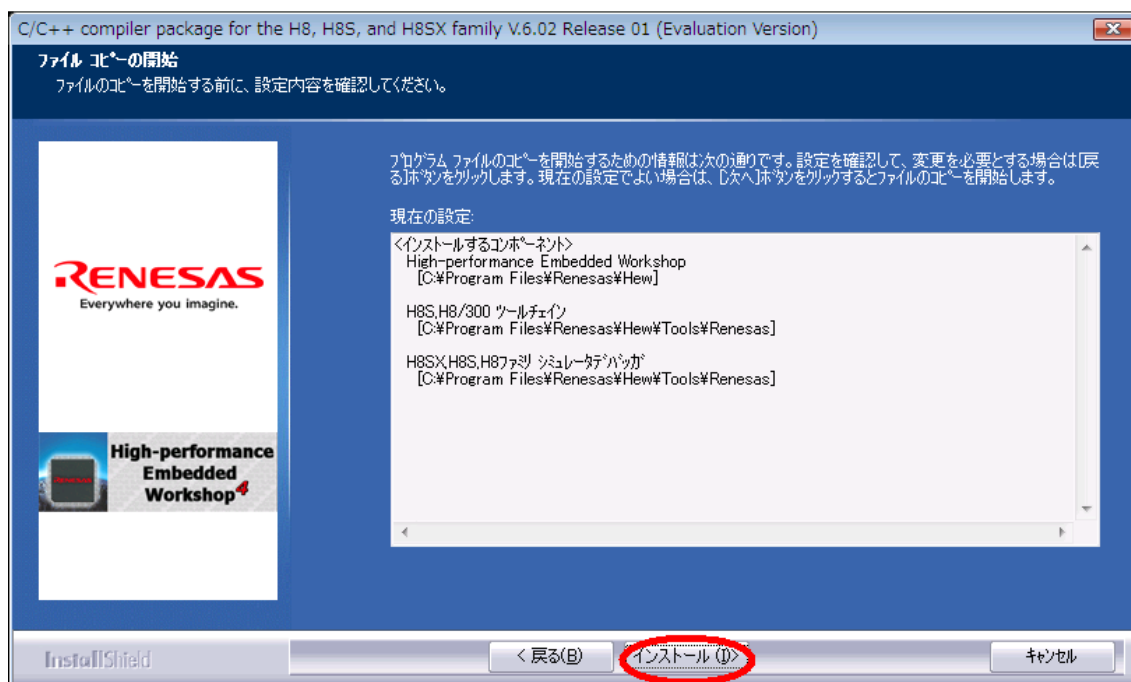 C/C++ compiler package for the H8, H8S, and H8SX family V.6.02 Release 01 (Evaluation Version)
ファイル コピーの開始
ファイルのコピーを開始する前に、設定内容を確認してください。
プログラム ファイルのコピーを開始するための情報は次の通りです。設定を確認して、変更を必要とする場合は[戻
る]ボタンをクリックします。現在の設定でよい場合は、[次へ]ボタンをクリックするとファイルのコピーを開始します。
現在の設定:
<インストールするコンポーネント>
High-performance Embedded Workshop
[C:¥Program Files¥Renesas¥Hew]
H8S,H8/300 ツールチェイン
[C:¥Program Files¥Renesas¥Hew¥Tools¥Renesas]
H8SX,H8S,H8ファミリ シミュレータデバッガ
[C:¥Program Files¥Renesas¥Hew¥Tools¥Renesas]
RENESAS
Everywhere you imagine.
High-performance
Embedded
Workshop4
InstallShield
< 戻る(B)
インストール (I)>
キャンセル